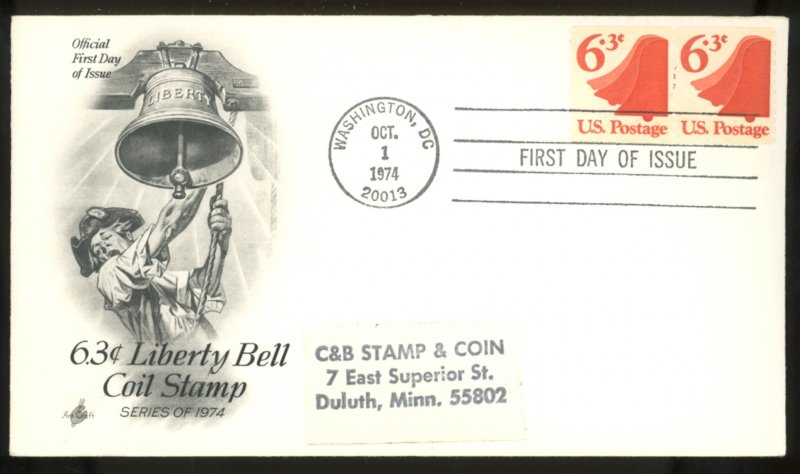 Official
First Day
of Issue
LIBERTY
6.3¢ Liberty Bell
Coil Stamp
SERIES OF 1974
Art Craft
WASHINGTON, DC
OCT.
1
1974
20013
6.3¢
U.S. Postage
6.3¢
U.S. Postage
FIRST DAY OF ISSUE
C&B STAMP & COIN
7 East Superior St.
Duluth, Minn. 55802